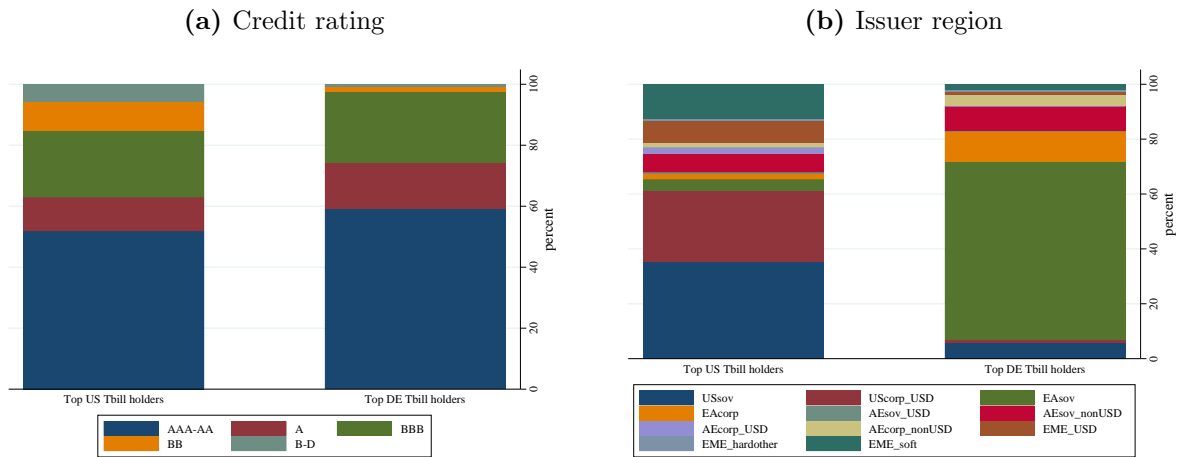 (a) Credit rating
100
80
60
percent
40
20
0
Top US Tbill holders
Top DE Tbill holders
AAA-AA
A
BBB
BB
B-D
(b) Issuer region
100
80
60
percent
40
20
0
Top US Tbill holders
Top DE Tbill holders
USsov
UScorp_USD
EAsov
EAcorp
AEsov_USD
AEsov_nonUSD
AEcorp_USD
AEcorp_nonUSD
EME_USD
EME_hardother
EME_soft